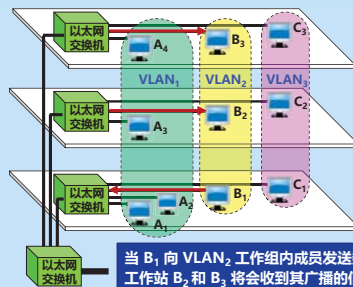 以太网
交换机
A4
B3
C3
VLAN1
VLAN2
VLAN3
以太网
交换机
A3
B2
C2
以太网
交换机
A1
A2
B1
C1
以太网
交换机
当 B1 向 VLAN2 工作组内成员发送
工作站 B2 和 B3 将会收到其广播的